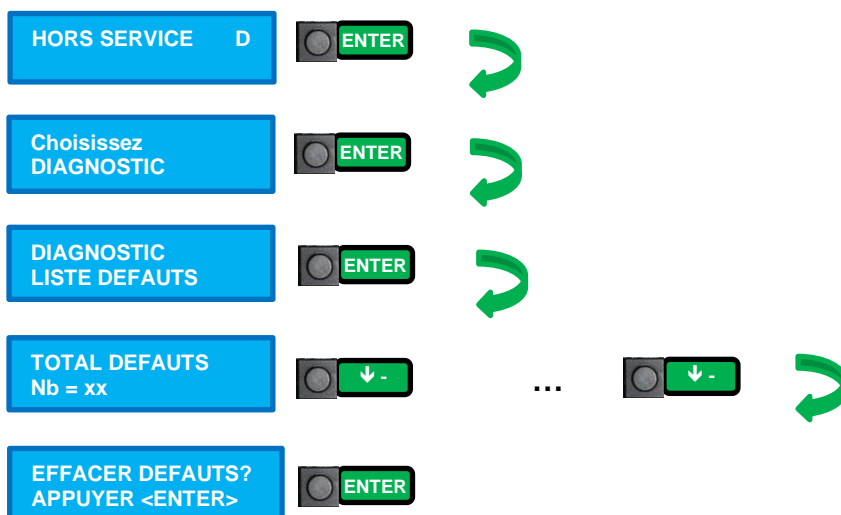 HORS SERVICE D ENTER
Choisissez
DIAGNOSTIC
ENTER
DIAGNOSTIC
LISTE DEFAUTS
ENTER
TOTAL DEFAUTS
Nb = xx
🡻 - ... 🡻 -
EFFACER DEFAUTS?
APPUYER <ENTER>
ENTER